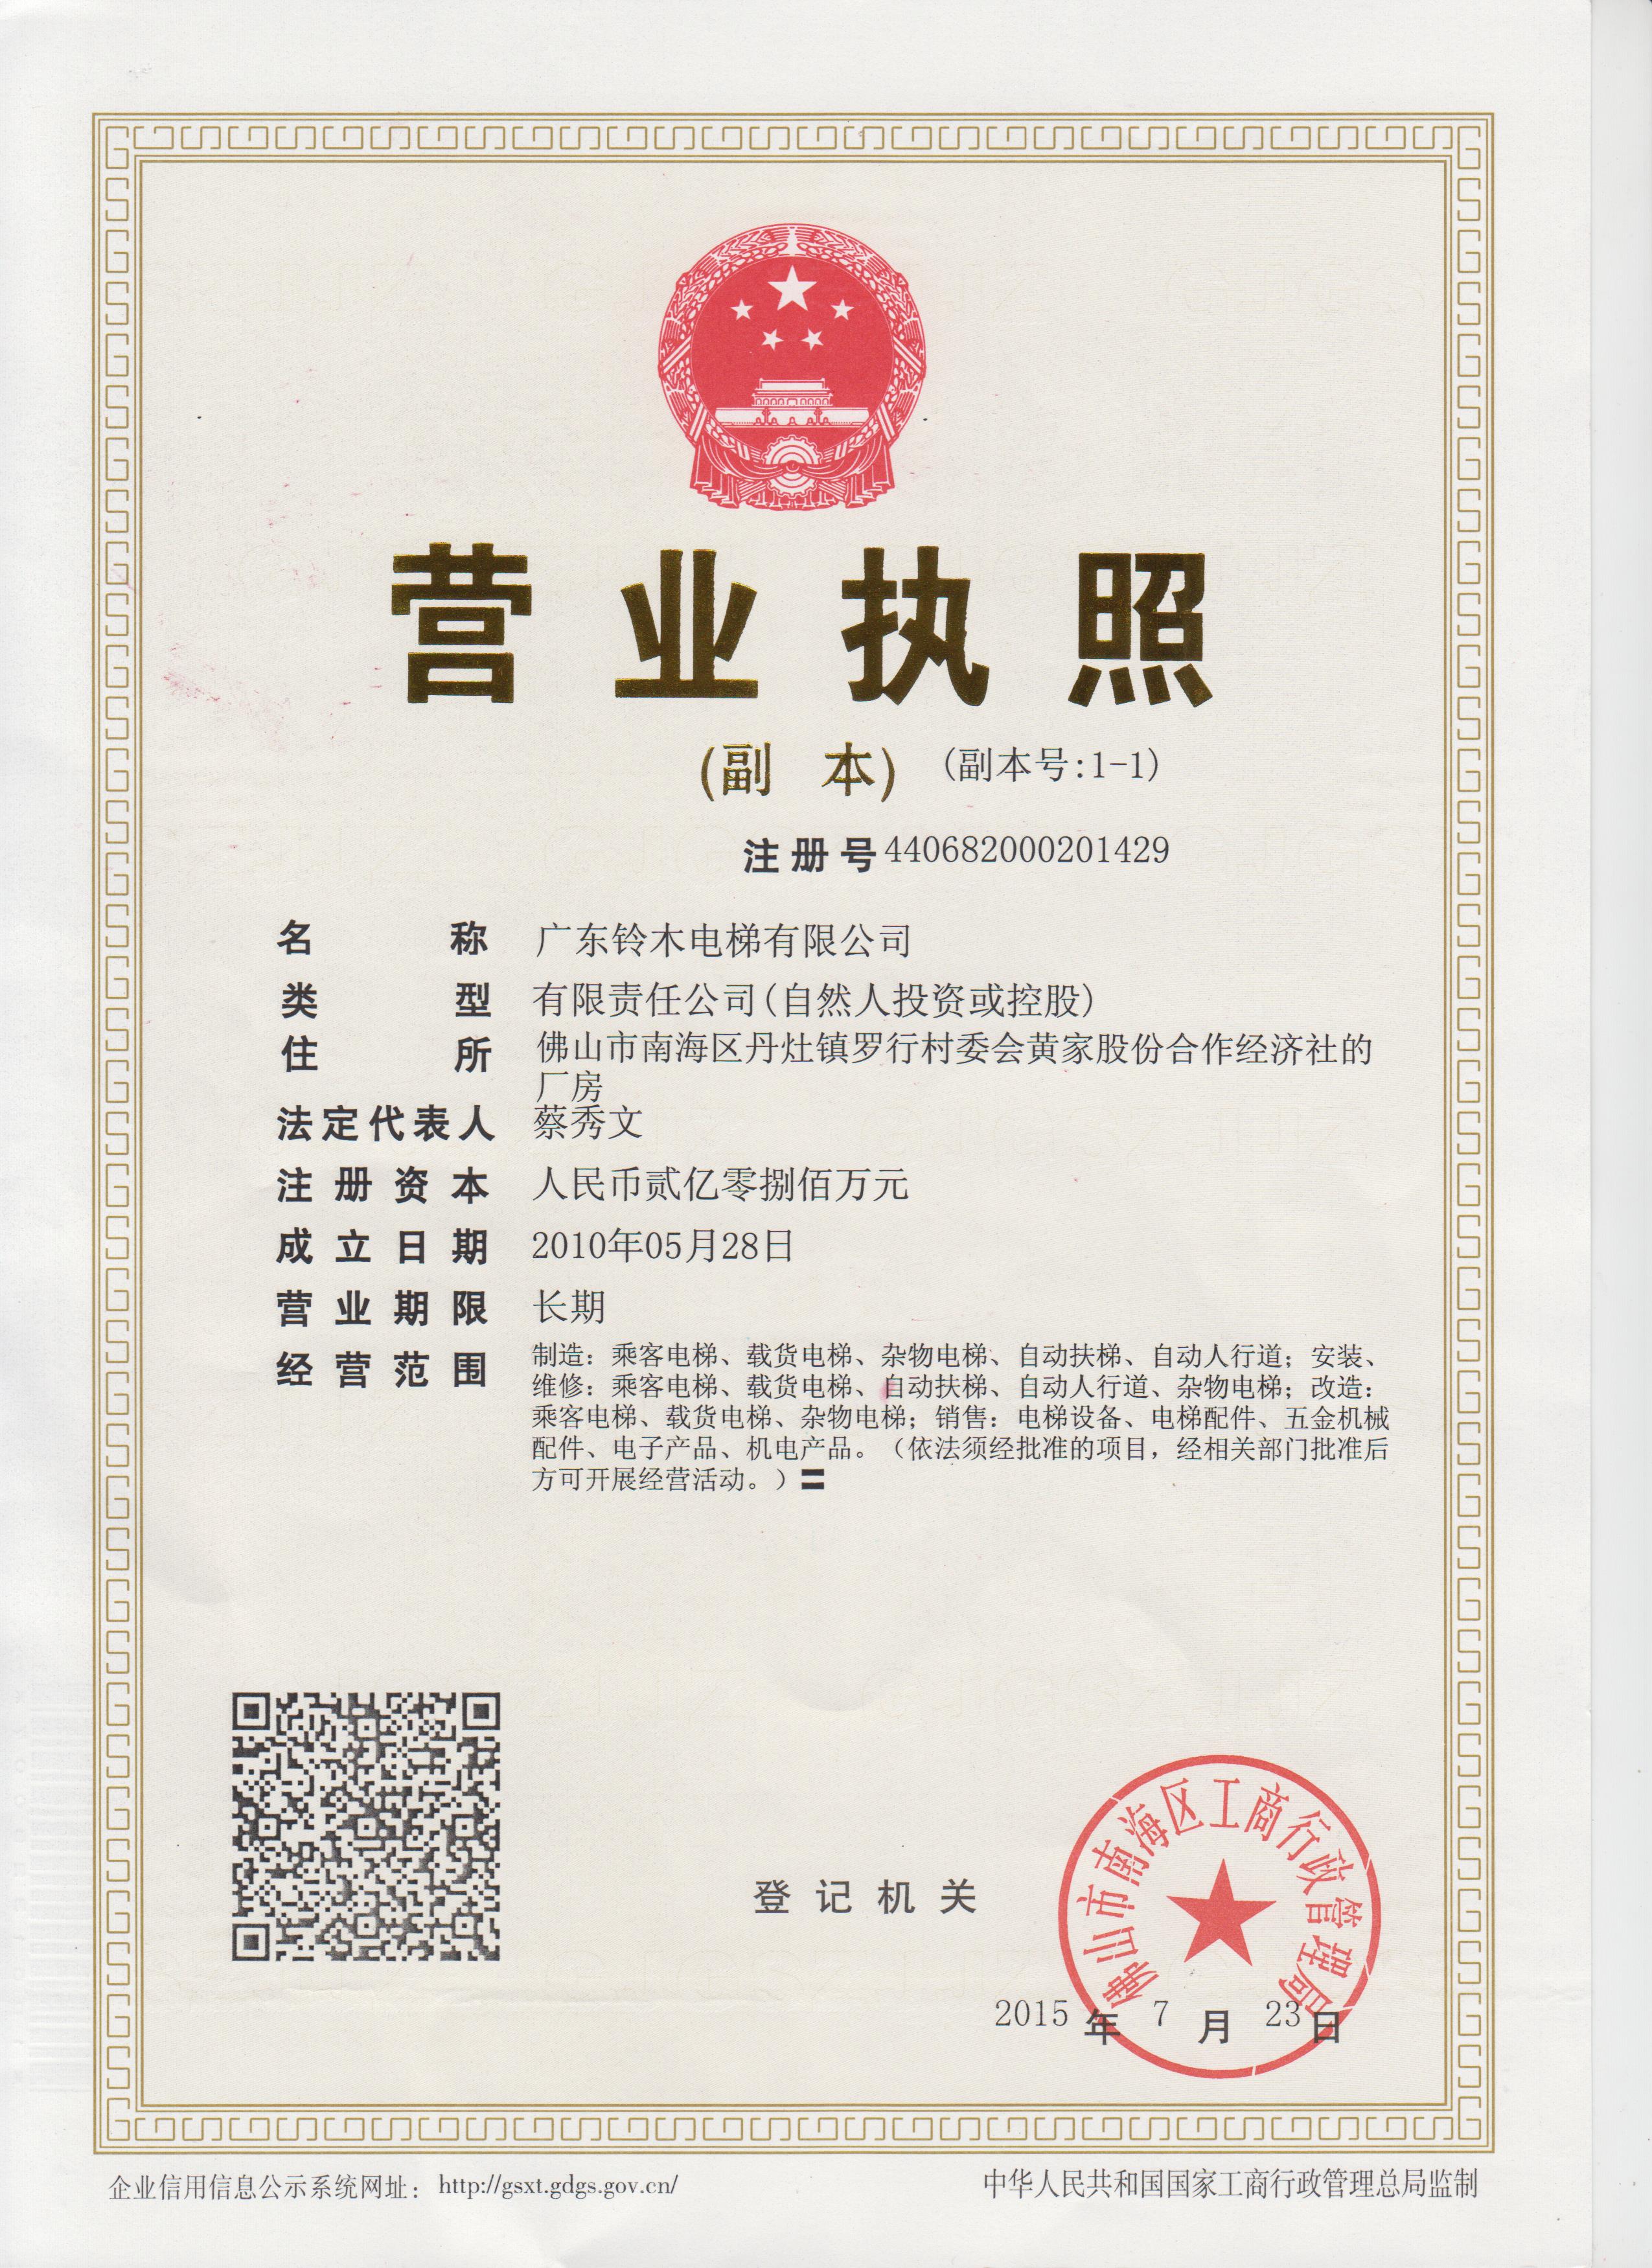 营业执照
(副 本) (副本号:1-1)
注册号 440682000201429
名称 广东铃木电梯有限公司
类型 有限责任公司(自然人投资或控股)
住所 佛山市南海区丹灶镇罗行村委会黄家股份合作经济社的
厂房
法定代表人 蔡秀文
注册资本 人民币贰亿零捌佰万元
成立日期 2010年05月28日
营业期限 长期
经营范围 制造：乘客电梯、载货电梯、杂物电梯、自动扶梯、自动人行道；安装、
维修：乘客电梯、载货电梯、自动扶梯、自动人行道、杂物电梯；改造：
乘客电梯、载货电梯、杂物电梯；销售：电梯设备、电梯配件、五金机械
配件、电子产品、机电产品。（依法须经批准的项目，经相关部门批准后
方可开展经营活动。）〓
佛山市南海区工商行政管理局
登记机关
2015 年 7 月 23 日
企业信用信息公示系统网址： http://gsxt.gdgs.gov.cn/
中华人民共和国国家工商行政管理总局监制